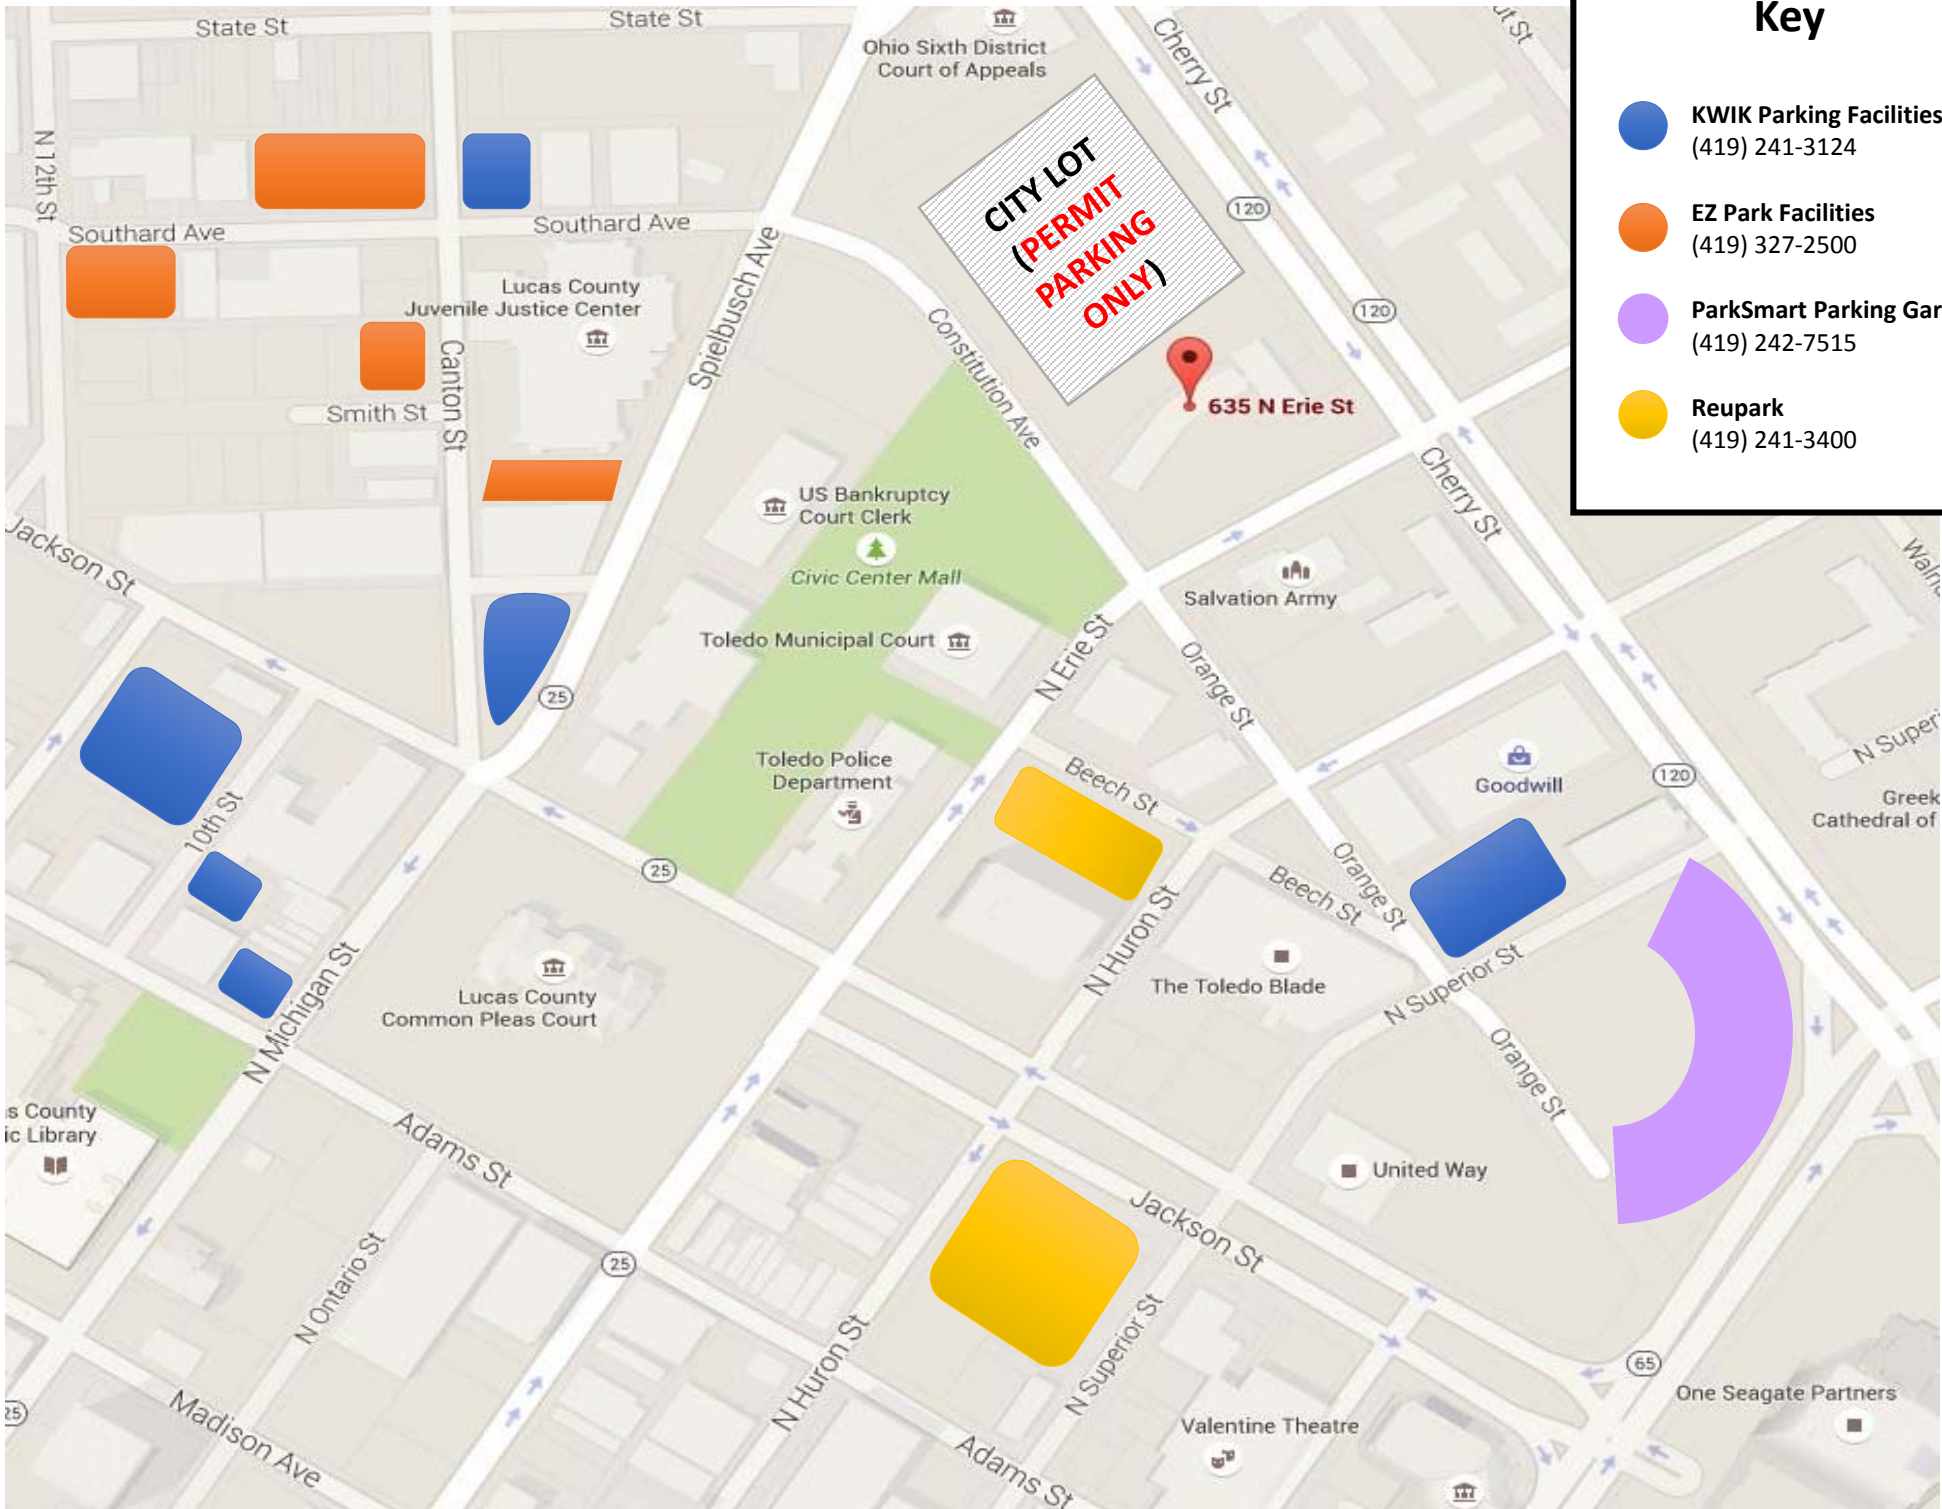 Key
KWIK Parking Facilities
(419) 241-3124
EZ Park Facilities
(419) 327-2500
ParkSmart Parking Gar
(419) 242-7515
Reupark
(419) 241-3400
State St
State St
Ohio Sixth District
Court of Appeals
Cherry St
ut St
N 12th St
CITY LOT
(PERMIT
PARKING
ONLY)
120
Southard Ave
Southard Ave
Spielbusch Ave
Lucas County
Juvenile Justice Center
Constitution Ave
120
Canton St
Smith St
635 N Erie St
Cherry St
US Bankruptcy
Court Clerk
Civic Center Mall
Jackson St
Salvation Army
Toledo Municipal Court
N Erie St
Orange St
25
N Superi
120
Toledo Police
Department
Beech St
Goodwill
Greek
Cathedral of
10th St
25
Orange St
Beech St
N Huron St
The Toledo Blade
N Superior St
Lucas County
Common Pleas Court
N Michigan St
Orange St
s County
ic Library
Adams St
United Way
Jackson St
N Ontario St
25
N Superior St
N Huron St
65
One Seagate Partners
25
Madison Ave
Valentine Theatre
Adams St